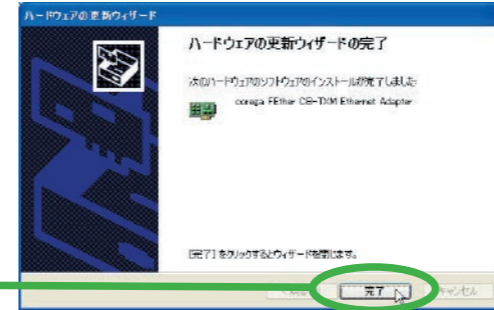 ハードウェアの更新ウィザード
ハードウェアの更新ウィザードの完了
次のハードウェアのソフトウェアのインストールが完了しました:
corega FEther CB-TXM Ethernet Adapter
[完了] をクリックするとウィザードを閉じます。
完了
キャンセル